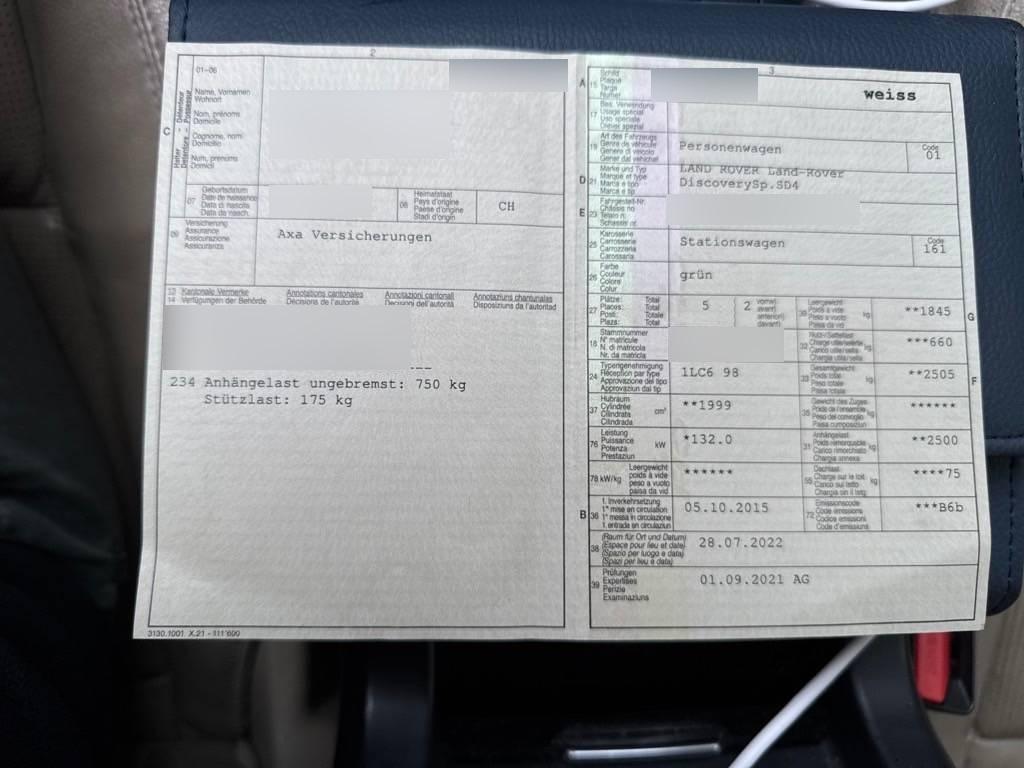 2
01-06
Halter – Détenteur
Detentore – Possessur
C
Name, Vornamen
Wohnort
Nom, prénoms
Domicile
Cognome, nomi
Domicilio
Num, prenoms
Domicil
07
Geburtsdatum
Date de naissance
Data di nascita
Data da nasch.
08
Heimatstaat
Pays d'origine
Paese d'origine
Stadi d'origin
CH
09
Versicherung
Assurance
Assicurazione
Assicuranza
Axa Versicherungen
13 Kantonale Vermerke
14 Verfügungen der Behörde
Annotations cantonales
Décisions de l'autorité
Annotazioni cantonali
Decisioni dell'autorità
Annotaziuns chantunalas
Disposiziuns da l'autoritad
234 Anhängelast ungebremst: 750 kg
Stützlast: 175 kg
3130.1001 X.21 - 111'600
3
A 15
Schild
Plaque
Targa
Numer
weiss
17
Bes. Verwendung
Usage spécial
Uso speciale
Diever spezial
19
Art des Fahrzeugs
Genre de véhicule
Genere di veicolo
Gener dal vehichel
Personenwagen
Code
01
D 21
Marke und Typ
Marque et type
Marca e tipo
Marca e tip
LAND ROVER Land-Rover
DiscoverySp.SD4
E 23
Fahrgestell-Nr.
Châssis no
Telaio n.
Schassis nr.
25
Karosserie
Carrosserie
Carrozzeria
Carossaria
Stationswagen
Code
161
26
Farbe
Couleur
Colore
Colur
grün
27
Plätze: Total
Places: Total
Posti: Totale
Plazs: Total
5
2
vorne)
avant)
anteriori)
davant)
30
Leergewicht
Poids à vide
Peso a vuoto
Paisa da vid
kg
**1845
G
18
Stammnummer
N° matricule
N. di matricola
Nr. da matricla
32
Nutz-/Sattellast
Charge utile/sellette
Carico utile/sella
Chargia utila/sella
kg
***660
24
Typengenehmigung
Réception par type
Approvazione del tipo
Approvaziun dal tip
1LC6 98
33
Gesamtgewicht
Poids total
Peso totale
Paisa totala
kg
**2505
F
37
Hubraum
Cylindrée
Cilindrata
Cilindrada
cm³
**1999
35
Gewicht des Zuges
Poids de l'ensemble
Peso del convoglio
Paisa cumposiziun
kg
******
76
Leistung
Puissance
Potenza
Prestaziun
kW
*132.0
31
Anhängelast
Poids remorquable
Carico rimorchiato
Chargia annexa
kg
**2500
78 kW/kg
Leergewicht
poids à vide
peso a vuoto
paisa da vid
******
55
Dachlast
Charge sur le toit
Carico sul tetto
Chargia sin il tetg
kg
****75
B 36
1. Inverkehrsetzung
1re mise en circulation
1a messa in circolazione
1. entrada en circulaziun
05.10.2015
72
Emissionscode
Code émissions
Codice emissioni
Code d'emissiuns
***B6b
38
(Raum für Ort und Datum)
(Espace pour lieu et date)
(Spazio per luogo e data)
(Spazi per lieu e data)
28.07.2022
39
Prüfungen
Expertises
Perizie
Examinaziuns
01.09.2021 AG